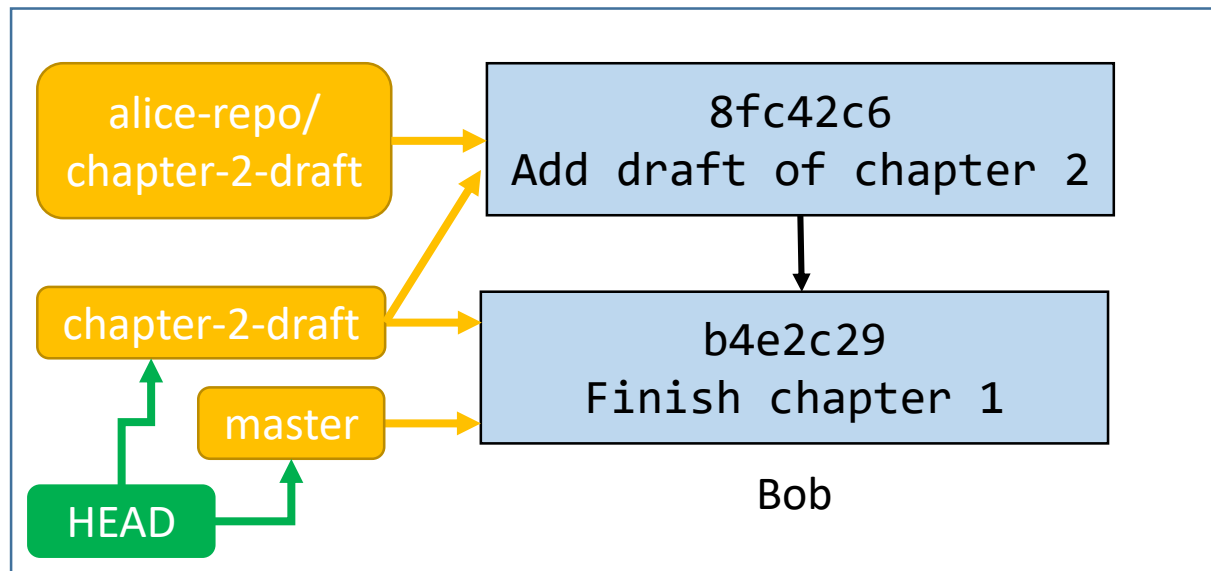 alice-repo/
chapter-2-draft
8fc42c6
Add draft of chapter 2
chapter-2-draft
b4e2c29
Finish chapter 1
master
HEAD
Bob